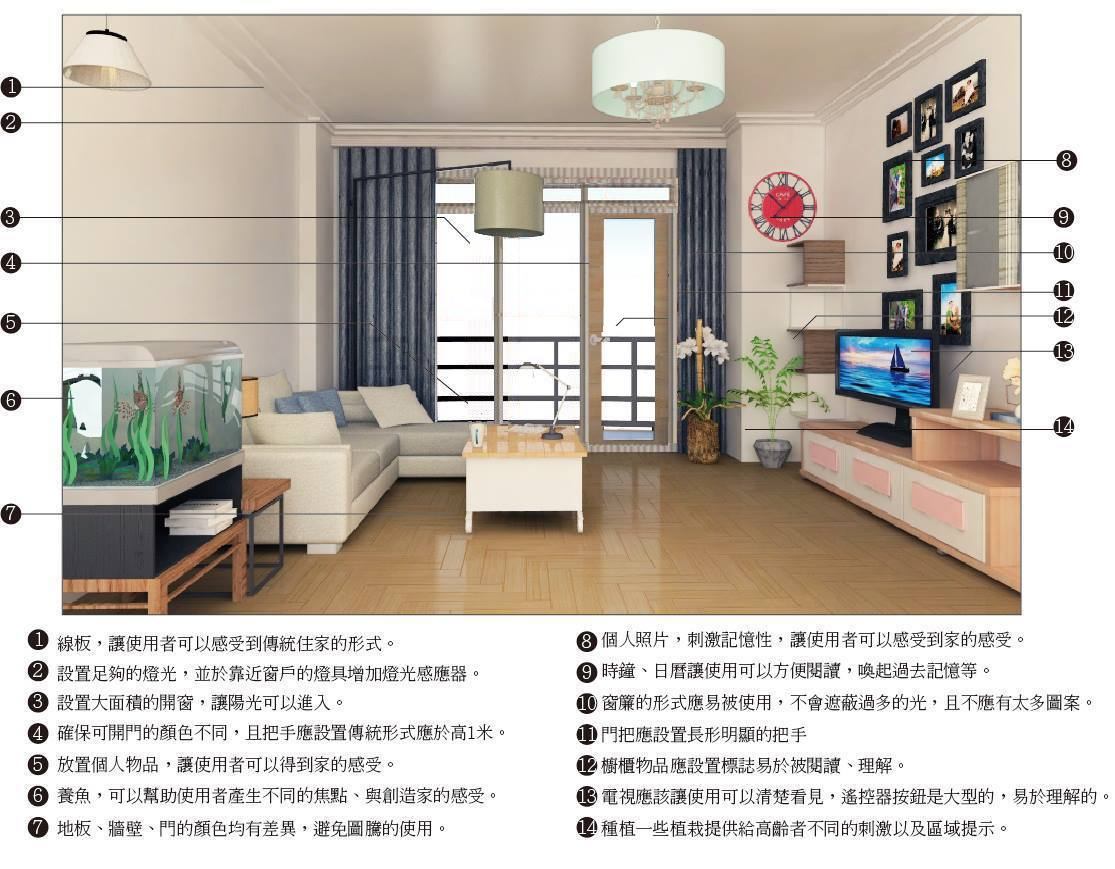 ❶ 線板，讓使用者可以感受到傳統住家的形式。
❷ 設置足夠的燈光，並於靠近窗戶的燈具增加燈光感應器。
❸ 設置大面積的開窗，讓陽光可以進入。
❹ 確保可開門的顏色不同，且把手應設置傳統形式應於高1米。
❺ 放置個人物品，讓使用者可以得到家的感受。
❻ 養魚，可以幫助使用者產生不同的焦點、與創造家的感受。
❼ 地板、牆壁、門的顏色均有差異，避免圖騰的使用。
❽ 個人照片，刺激記憶性，讓使用者可以感受到家的感受。
❾ 時鐘、日曆讓使用可以方便閱讀，喚起過去記憶等。
❿ 窗簾的形式應易被使用，不會遮蔽過多的光，且不應有太多圖案。
⓫ 門把應設置長形明顯的把手
⓬ 櫥櫃物品應設置標誌易於被閱讀、理解。
⓭ 電視應該讓使用可以清楚看見，遙控器按鈕是大型的，易於理解的。
⓮ 種植一些植栽提供給高齡者不同的刺激以及區域提示。